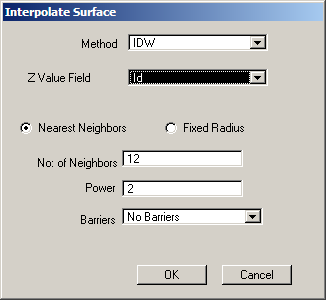 Interpolate Surface
Method IDW
Z Value Field Id
Nearest Neighbors Fixed Radius
No: of Neighbors 12
Power 2
Barriers No Barriers
OK Cancel